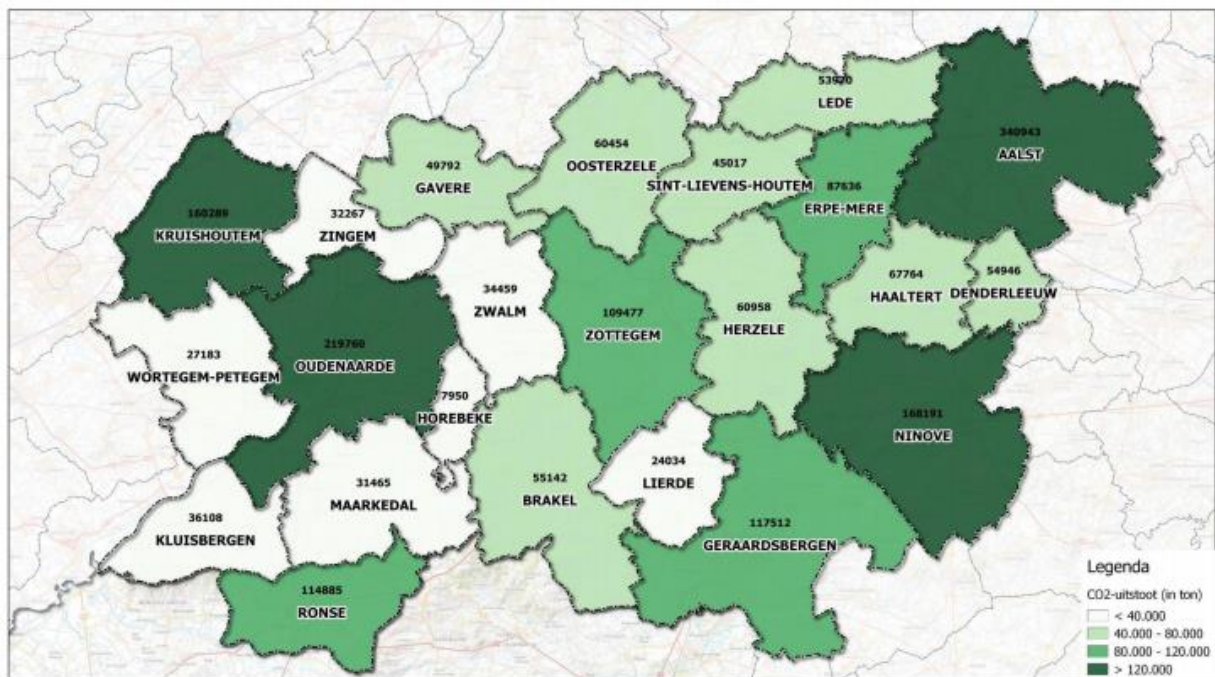 53920
LEDE
340943
AALST
60454
OOSTERZELE
49792
GAVERE
45017
SINT-LIEVENS-HOUTEM
87636
ERPE-MERE
160289
KRUISHOUTEM
32267
ZINGEM
67764
HAALTERT
54946
DENDERLEEUW
34459
ZWALM
109477
ZOTTEGEM
60958
HERZELE
27183
WORTEGEM-PETEGEM
219760
OUDENAARDE
7950
HOREBEKE
168191
NINOVE
24034
LIERDE
31465
MAARKEDAL
55142
BRAKEL
36108
KLUISBERGEN
117512
GERAARDSBERGEN
114885
RONSE
Legenda
CO2-uitstoot (in ton)
< 40.000
40.000 - 80.000
80.000 - 120.000
> 120.000